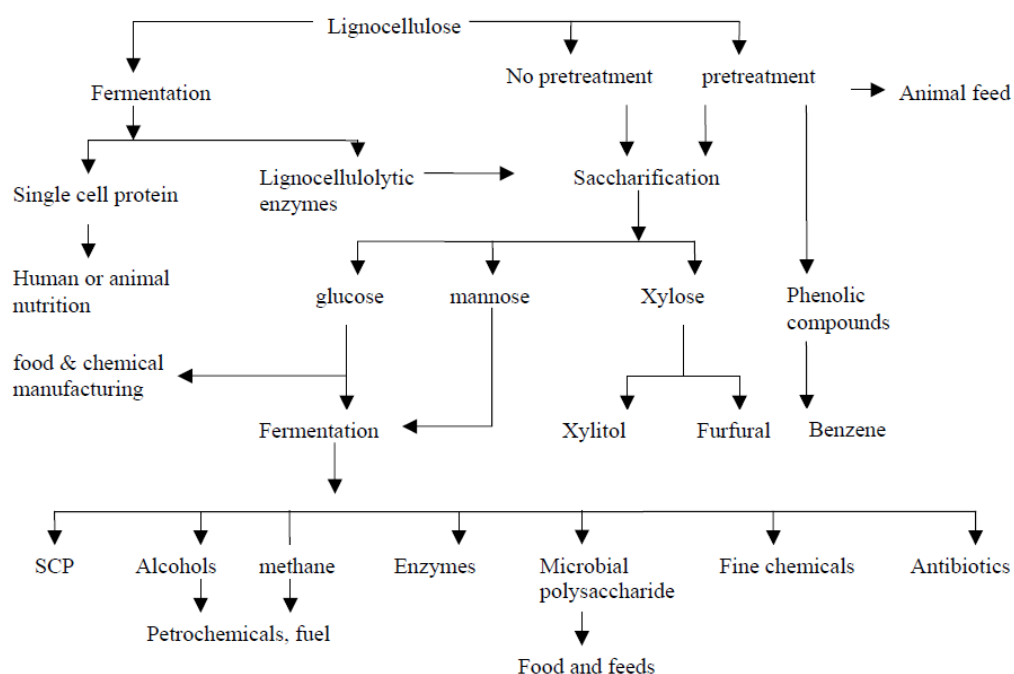 Lignocellulose
No pretreatment
pretreatment
Fermentation
Animal feed
Single cell protein
Lignocellulolytic
enzymes
Saccharification
Human or animal
nutrition
glucose
mannose
Xylose
Phenolic
compounds
food & chemical
manufacturing
Fermentation
Xylitol
Furfural
Benzene
SCP
Alcohols
methane
Enzymes
Microbial
polysaccharide
Fine chemicals
Antibiotics
Petrochemicals, fuel
Food and feeds